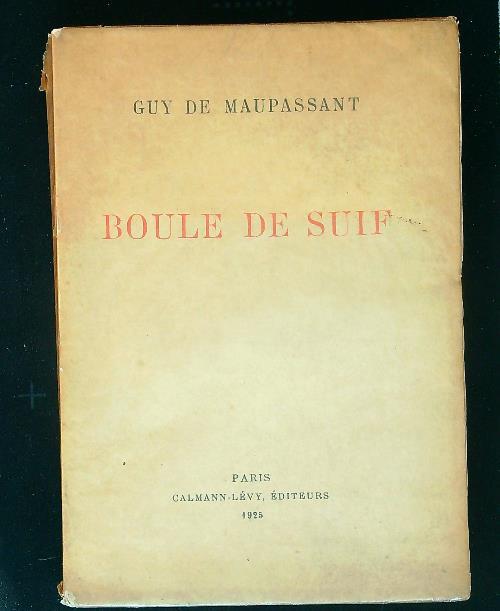 GUY DE MAUPASSANT
BOULE DE SUIF
PARIS
CALMANN-LÉVY, ÉDITEURS
1925